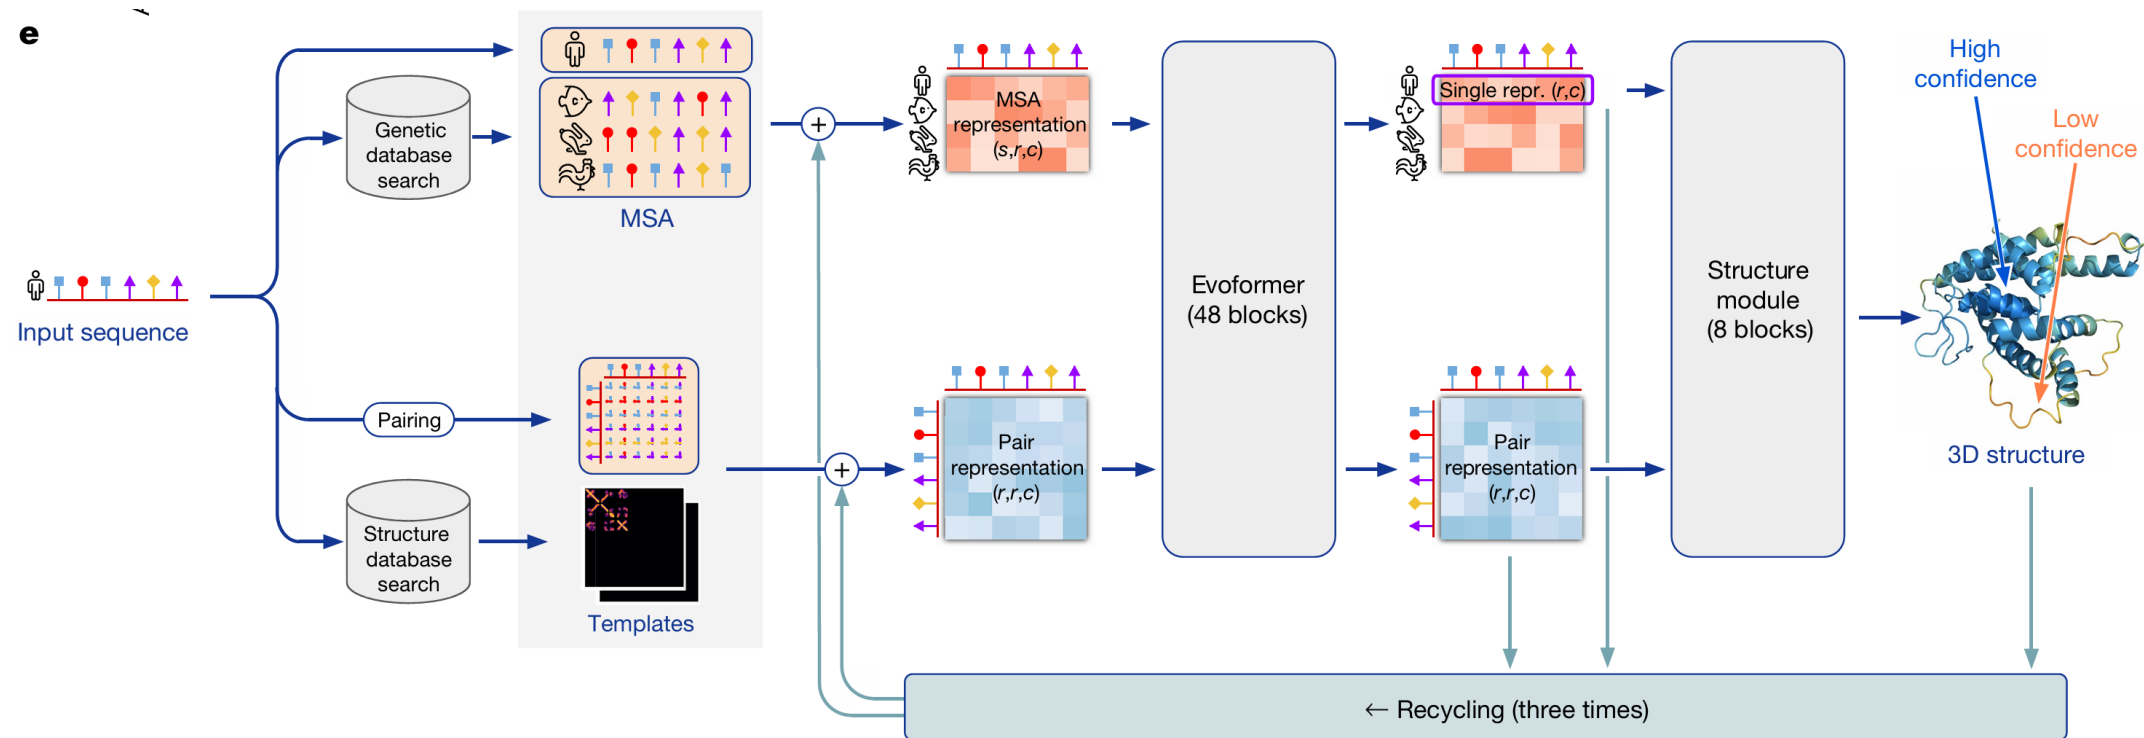 e
Input sequence
Genetic
database
search
MSA
Pairing
Structure
database
search
Templates
+
+
MSA
representation
(s,r,c)
Pair
representation
(r,r,c)
Evoformer
(48 blocks)
Single repr. (r,c)
Pair
representation
(r,r,c)
Structure
module
(8 blocks)
High
confidence
Low
confidence
3D structure
← Recycling (three times)